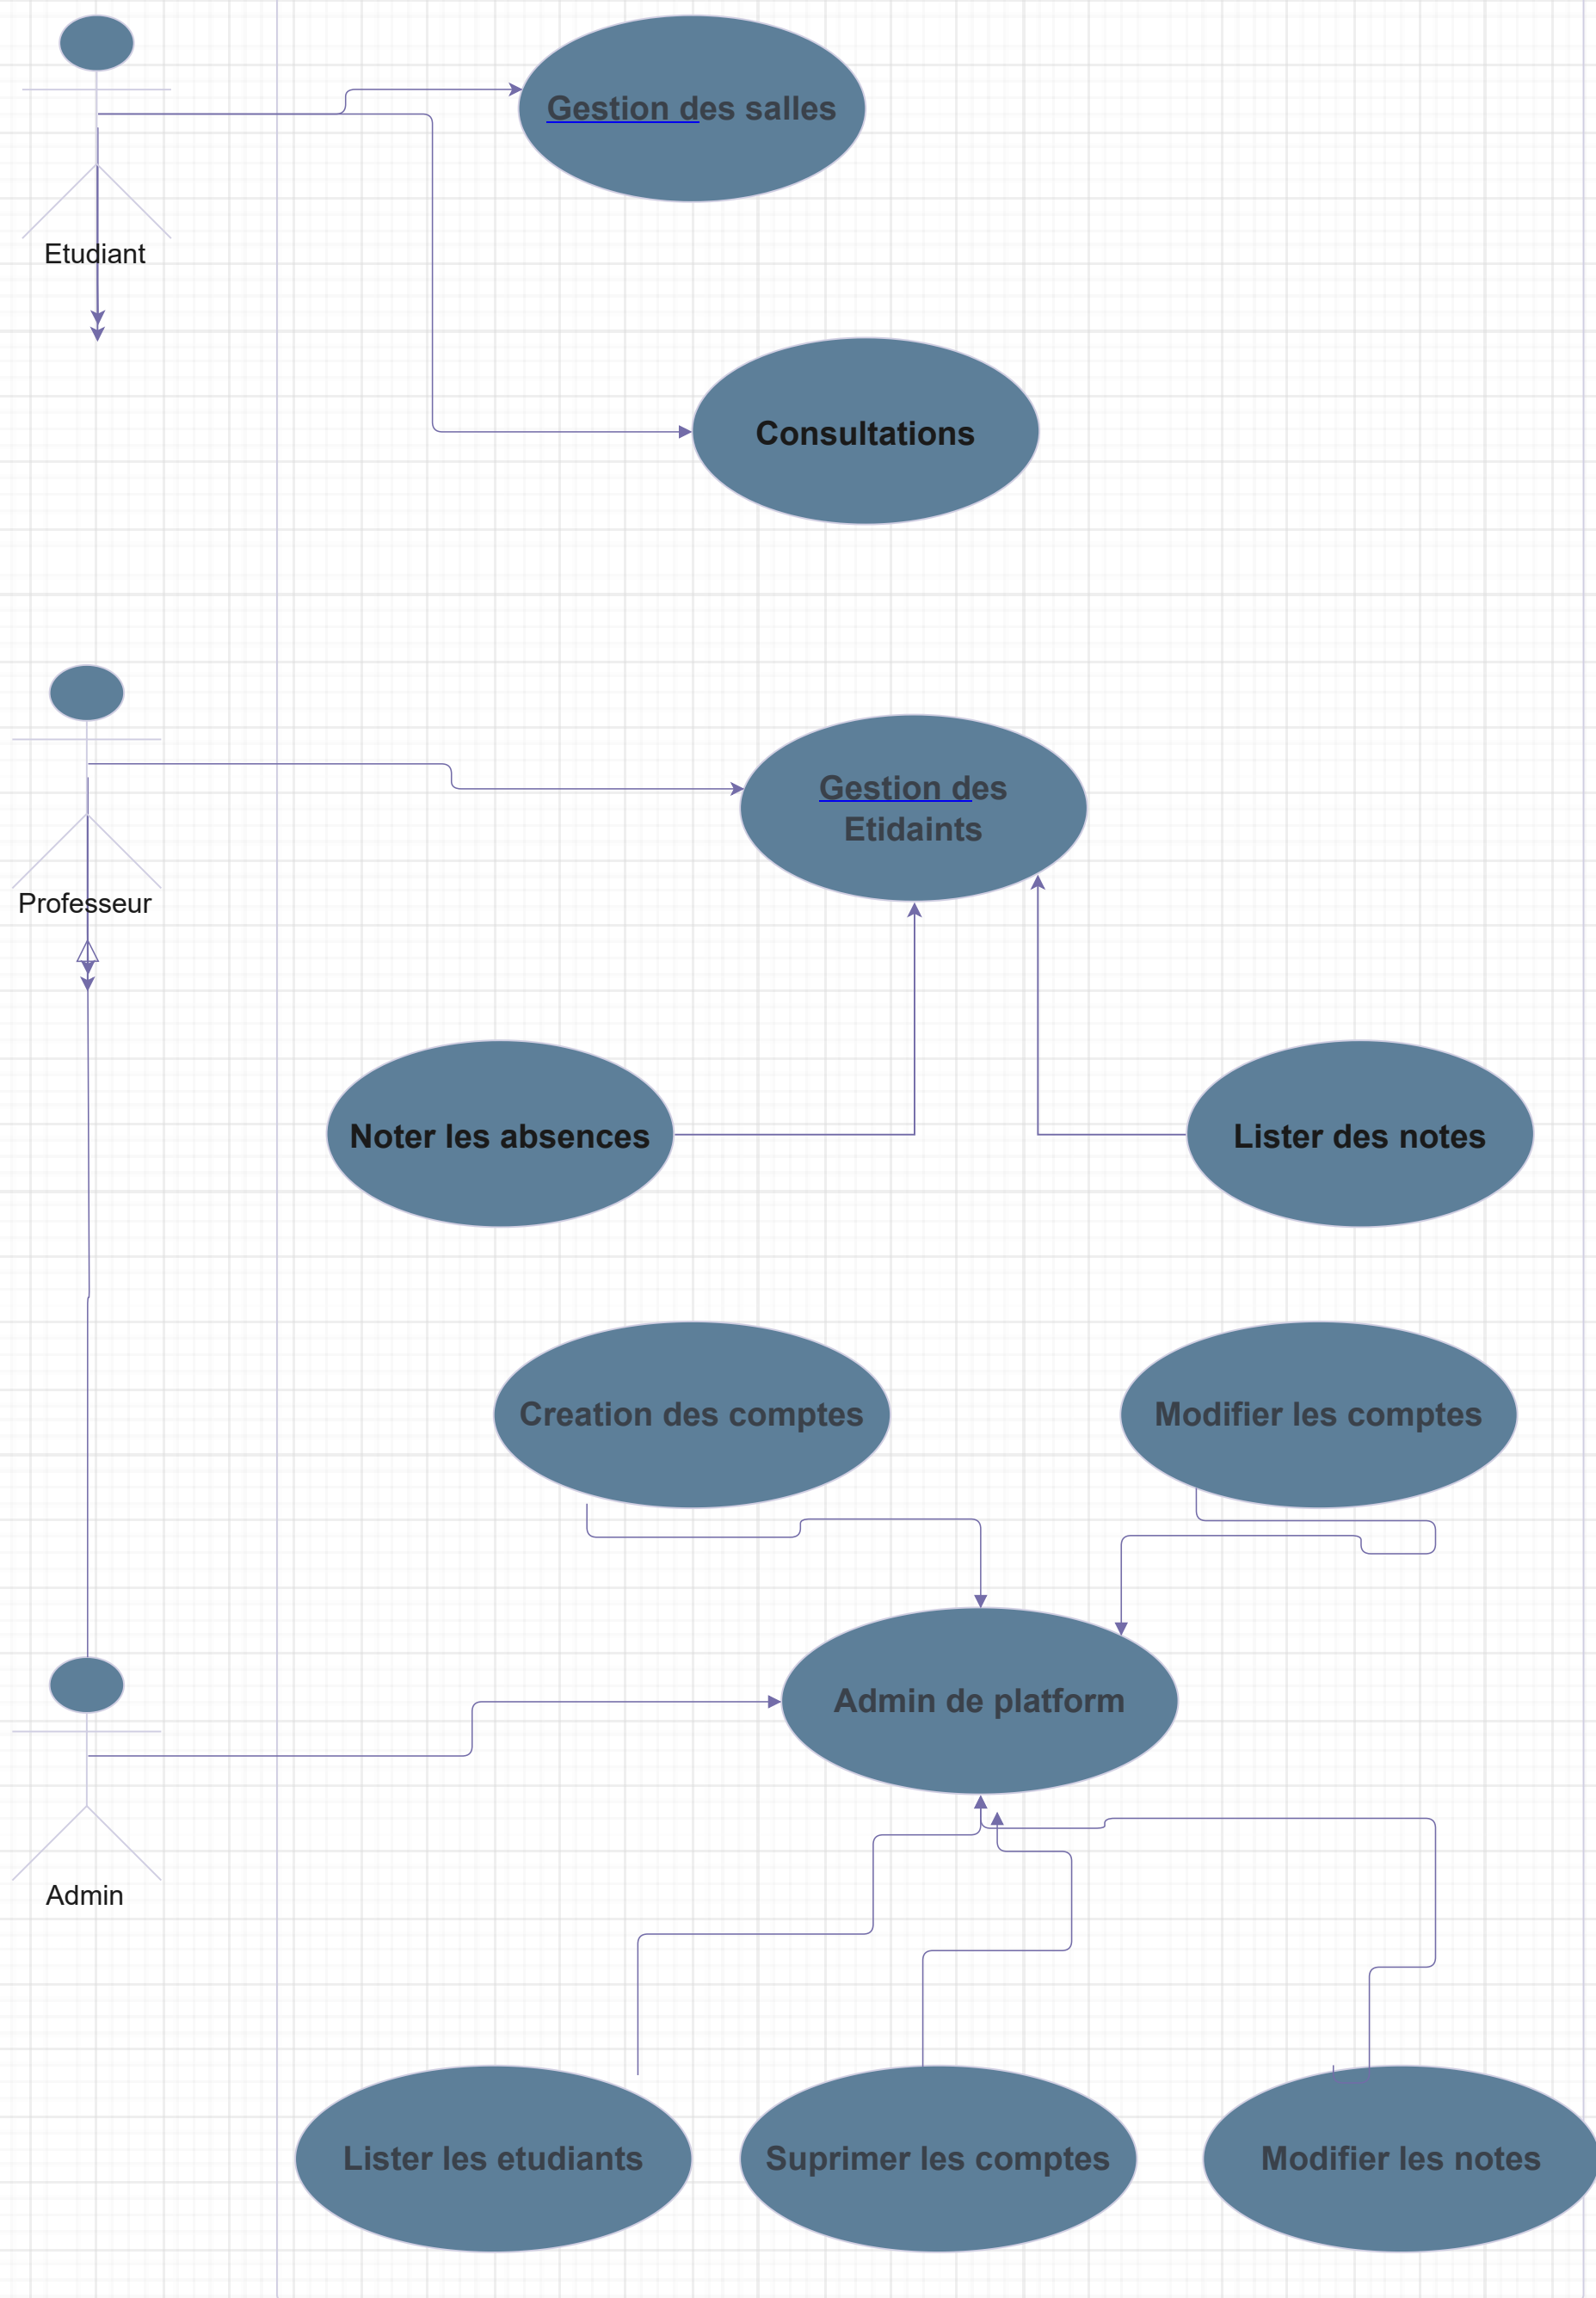 Gestion des salles
Etudiant
Consultations
Gestion des
Etidaints
Professeur
Noter les absences
Lister des notes
Creation des comptes
Modifier les comptes
Admin de platform
Admin
Lister les etudiants
Suprimer les comptes
Modifier les notes